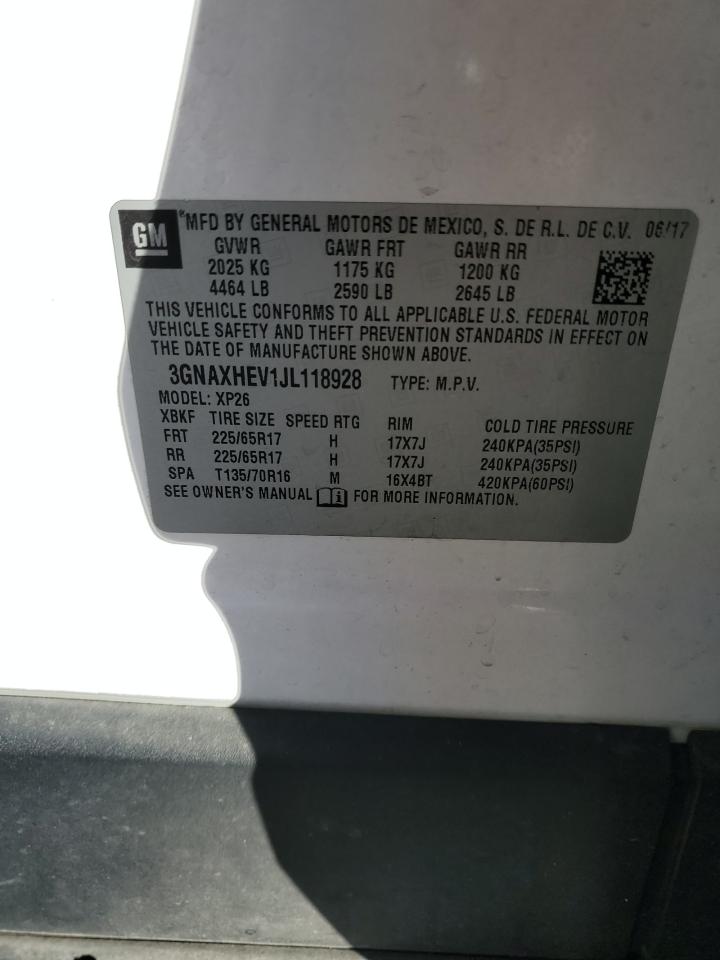 GM
*MFD BY GENERAL MOTORS DE MEXICO, S. DE R.L. DE C.V. 06/17
GVWR GAWR FRT GAWR RR
2025 KG 1175 KG 1200 KG
4464 LB 2590 LB 2645 LB
THIS VEHICLE CONFORMS TO ALL APPLICABLE U.S. FEDERAL MOTOR
VEHICLE SAFETY AND THEFT PREVENTION STANDARDS IN EFFECT ON
THE DATE OF MANUFACTURE SHOWN ABOVE.
3GNAXHEV1JL118928 TYPE: M.P.V.
MODEL: XP26
XBKF TIRE SIZE SPEED RTG RIM COLD TIRE PRESSURE
FRT 225/65R17 H 17X7J 240KPA(35PSI)
RR 225/65R17 H 17X7J 240KPA(35PSI)
SPA T135/70R16 M 16X4BT 420KPA(60PSI)
SEE OWNER'S MANUAL FOR MORE INFORMATION.